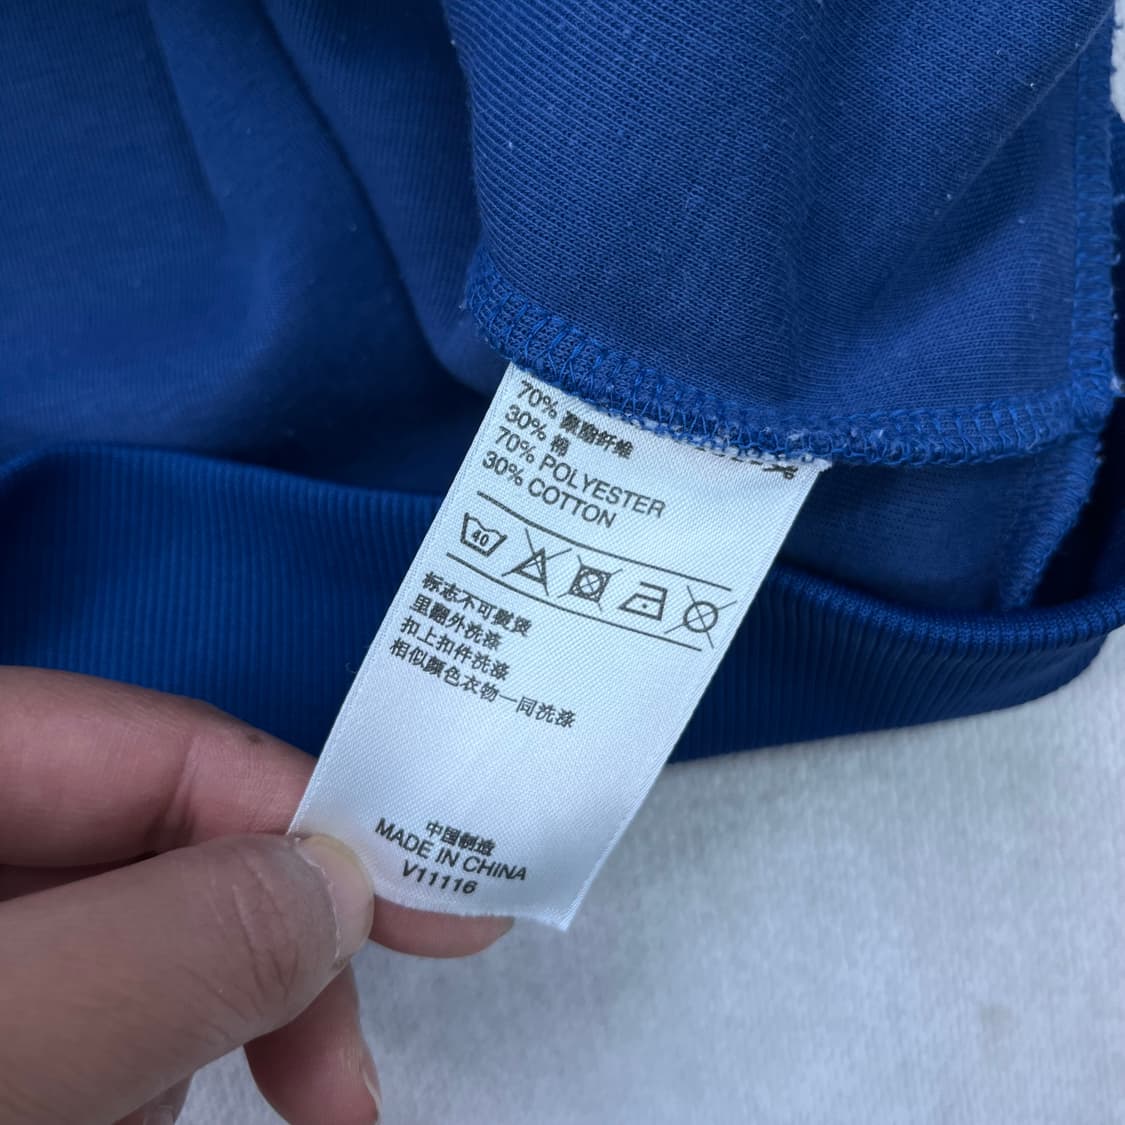 70% 聚酯纤维
30% 棉
70% POLYESTER
30% COTTON
40
标志不可熨烫
里翻外洗涤
扣上扣件洗涤
相似颜色衣物一同洗涤
中国制造
MADE IN CHINA
V11116